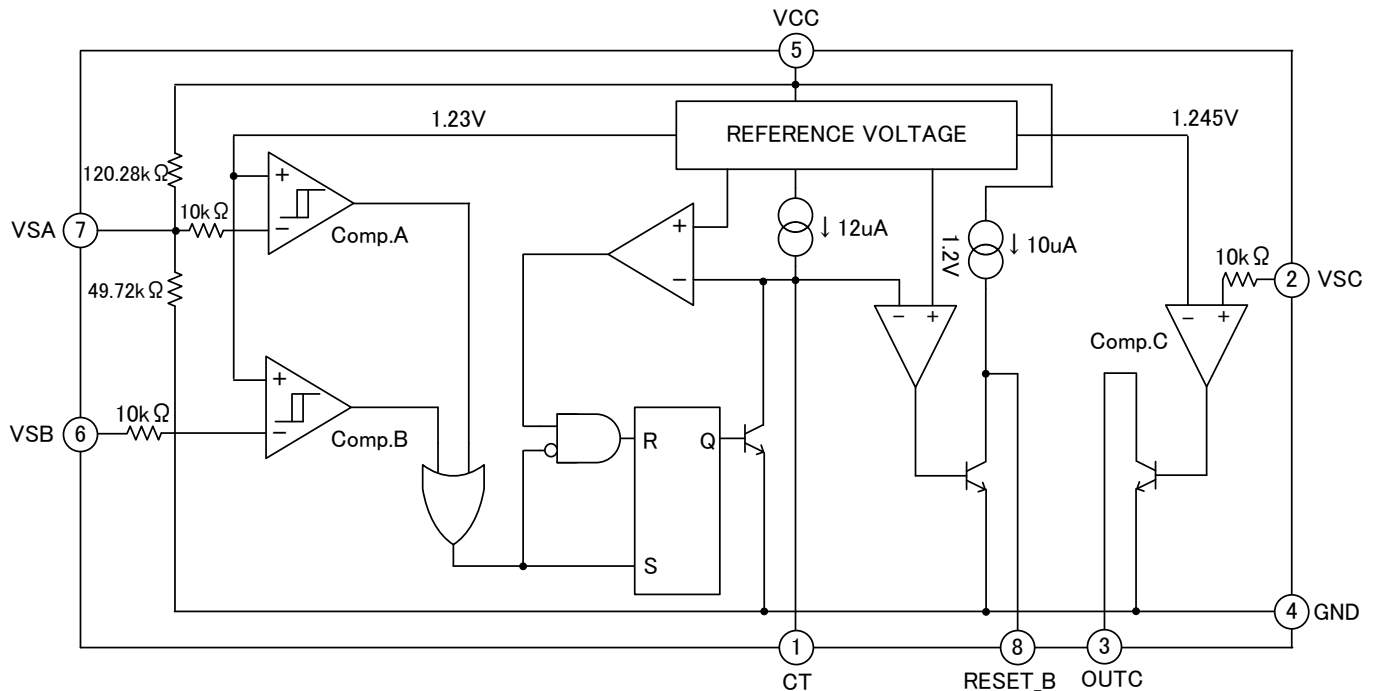 VCC
5
1.23V
REFERENCE VOLTAGE
1.245V
120.28kΩ
+
−
10kΩ
Comp.A
VSA
7
49.72kΩ
+
−
↓ 12uA
1.2V
↓ 10uA
10kΩ
2
VSC
− +
− +
Comp.C
+
−
10kΩ
Comp.B
VSB
6
R
Q
S
4
GND
1
CT
8
RESET_B
3
OUTC